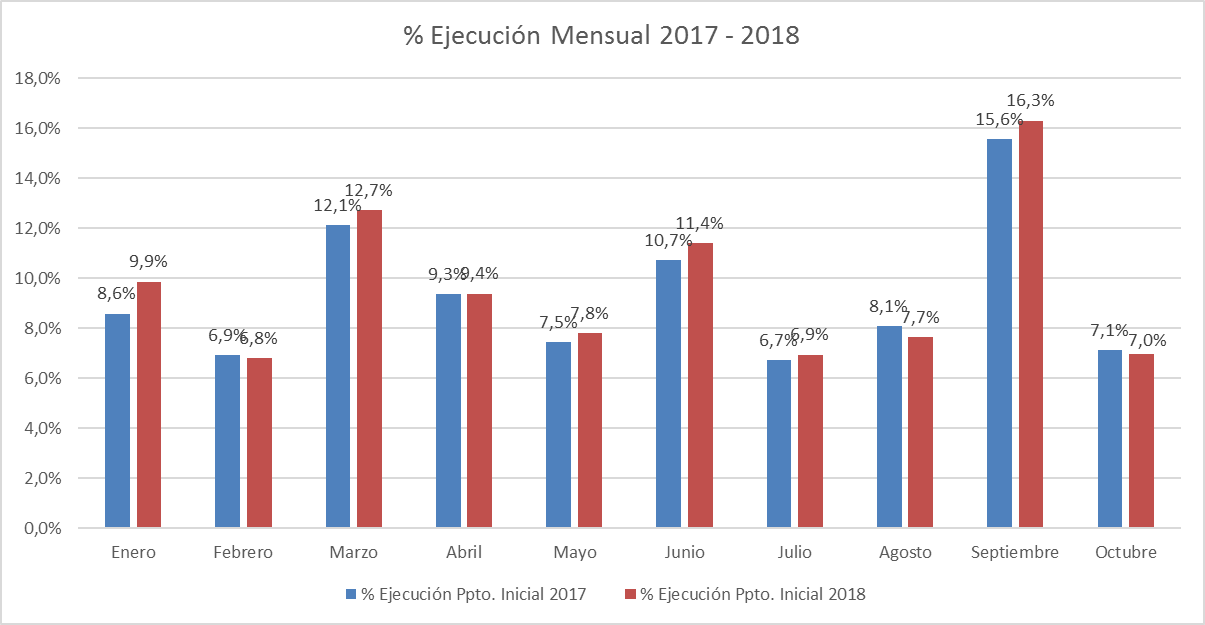 % Ejecución Mensual 2017 - 2018
18,0%
16,0%
14,0%
12,0%
10,0%
8,0%
6,0%
4,0%
2,0%
0,0%
8,6% 9,9% 6,9% 6,8% 12,1% 12,7% 9,3% 9,4% 7,5% 7,8% 10,7% 11,4% 6,7% 6,9% 8,1% 7,7% 15,6% 16,3% 7,1% 7,0%
Enero Febrero Marzo Abril Mayo Junio Julio Agosto Septiembre Octubre
% Ejecución Ppto. Inicial 2017 % Ejecución Ppto. Inicial 2018